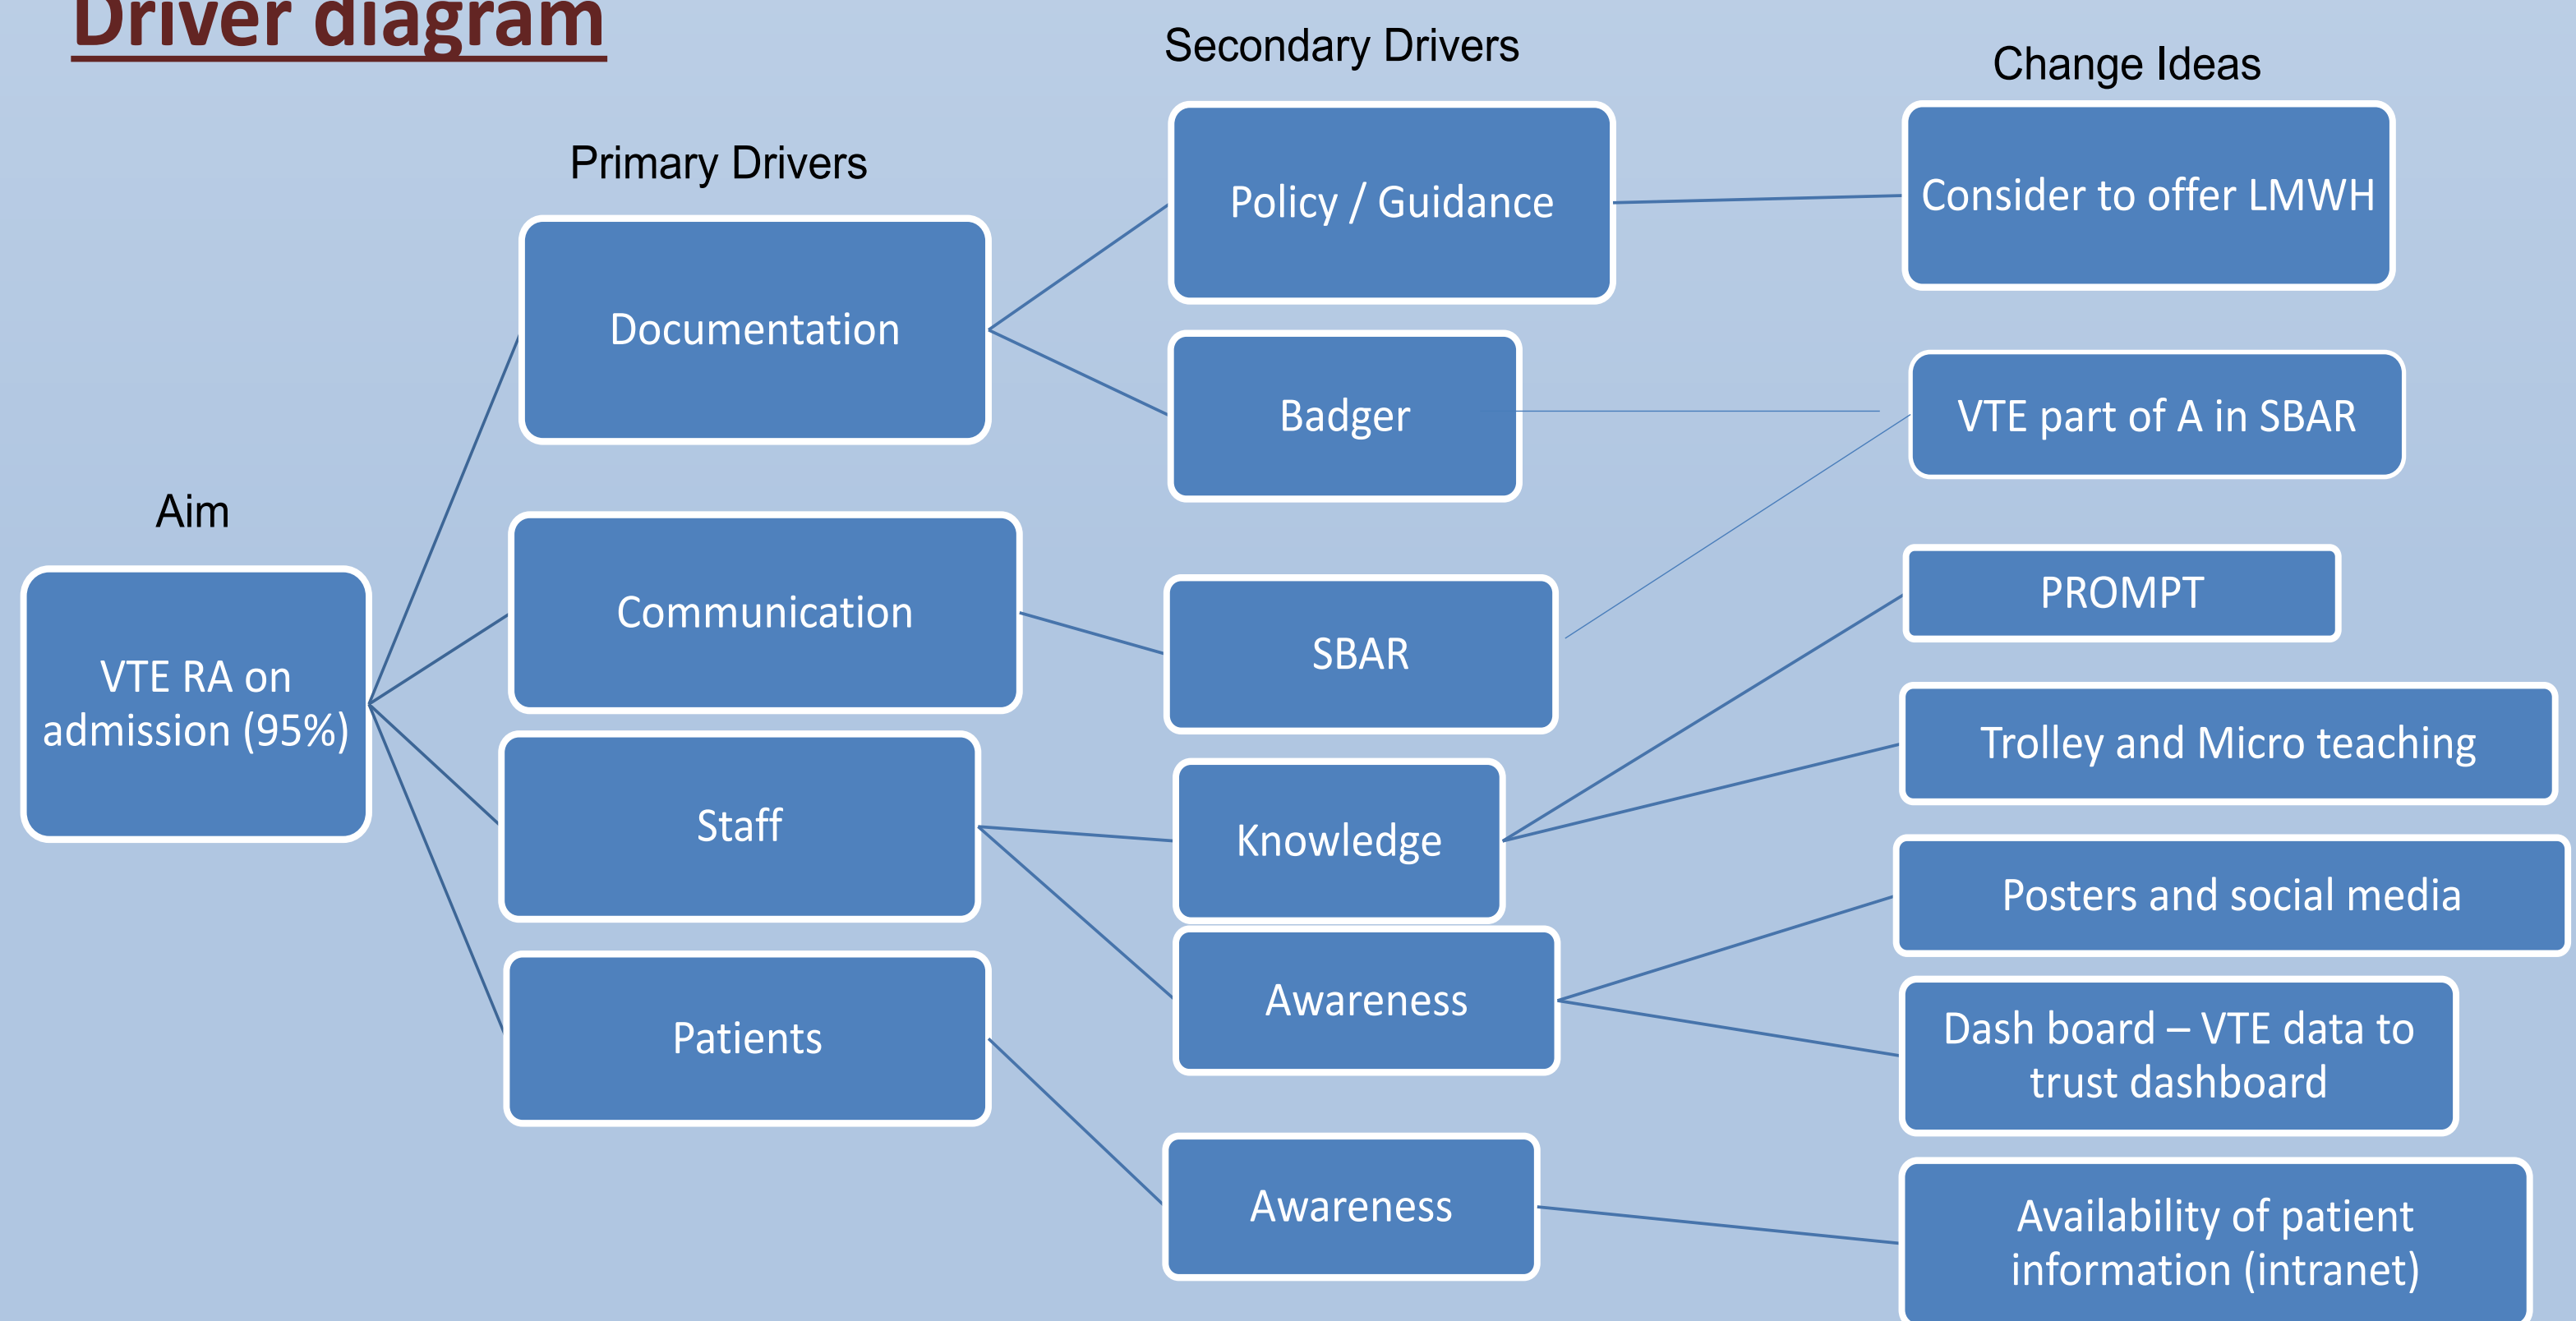 Driver diagram
Aim
VTE RA on
admission (95%)
Primary Drivers
Documentation
Communication
Staff
Patients
Secondary Drivers
Policy / Guidance
Badger
SBAR
Knowledge
Awareness
Awareness
Change Ideas
Consider to offer LMWH
VTE part of A in SBAR
PROMPT
Trolley and Micro teaching
Posters and social media
Dash board – VTE data to
trust dashboard
Availability of patient
information (intranet)